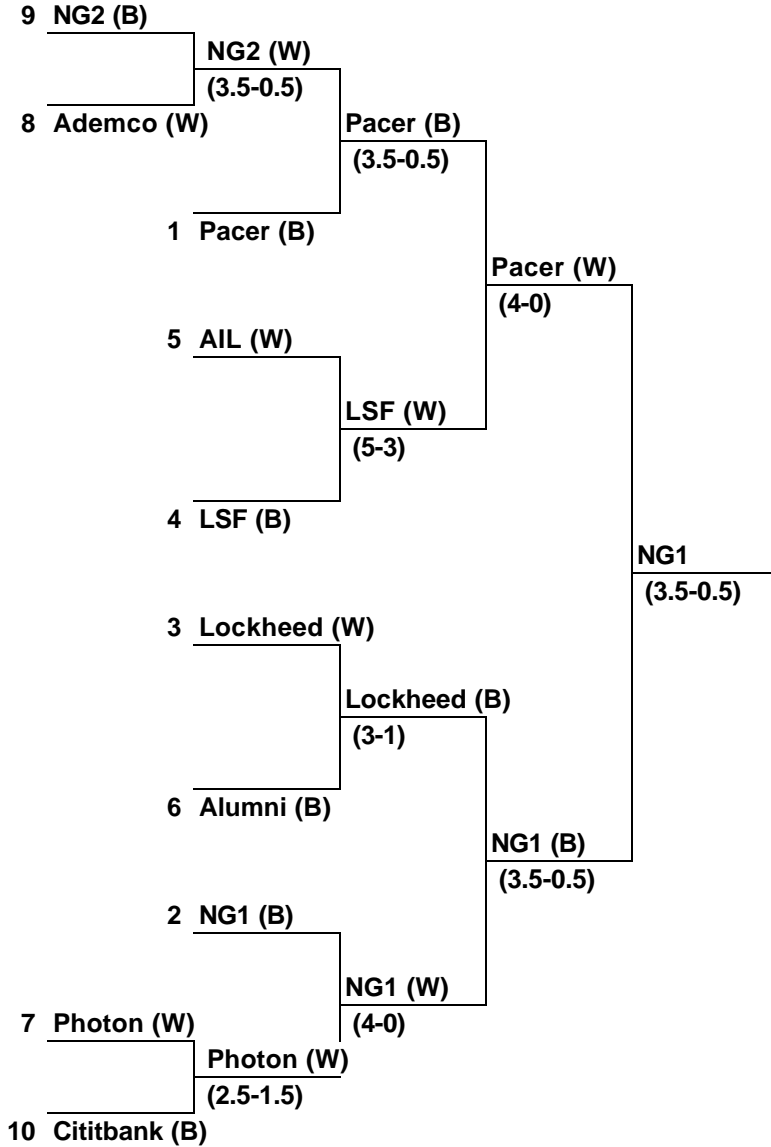 9 NG2 (B)
NG2 (W)
(3.5-0.5)
8 Ademco (W)
Pacer (B)
(3.5-0.5)
1 Pacer (B)
Pacer (W)
(4-0)
5 AIL (W)
LSF (W)
(5-3)
4 LSF (B)
NG1
(3.5-0.5)
3 Lockheed (W)
Lockheed (B)
(3-1)
6 Alumni (B)
NG1 (B)
(3.5-0.5)
2 NG1 (B)
NG1 (W)
(4-0)
7 Photon (W)
Photon (W)
(2.5-1.5)
10 Cititbank (B)